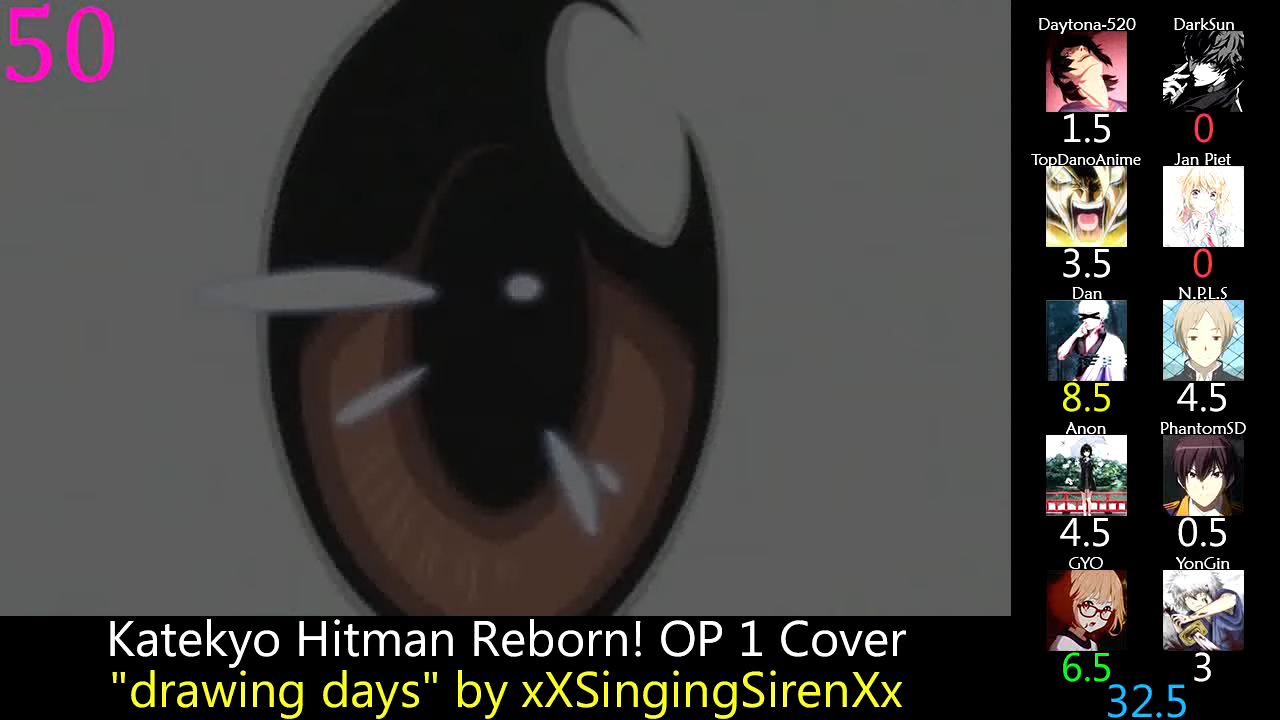 50
Daytona-520 DarkSun
1.5 0
TopDanoAnime Jan Piet
3.5 0
Dan N.P.L.S
8.5 4.5
Anon PhantomSD
4.5 0.5
GYO YonGin
6.5 3
32.5
Katekyo Hitman Reborn! OP 1 Cover
"drawing days" by xXSingingSirenXx